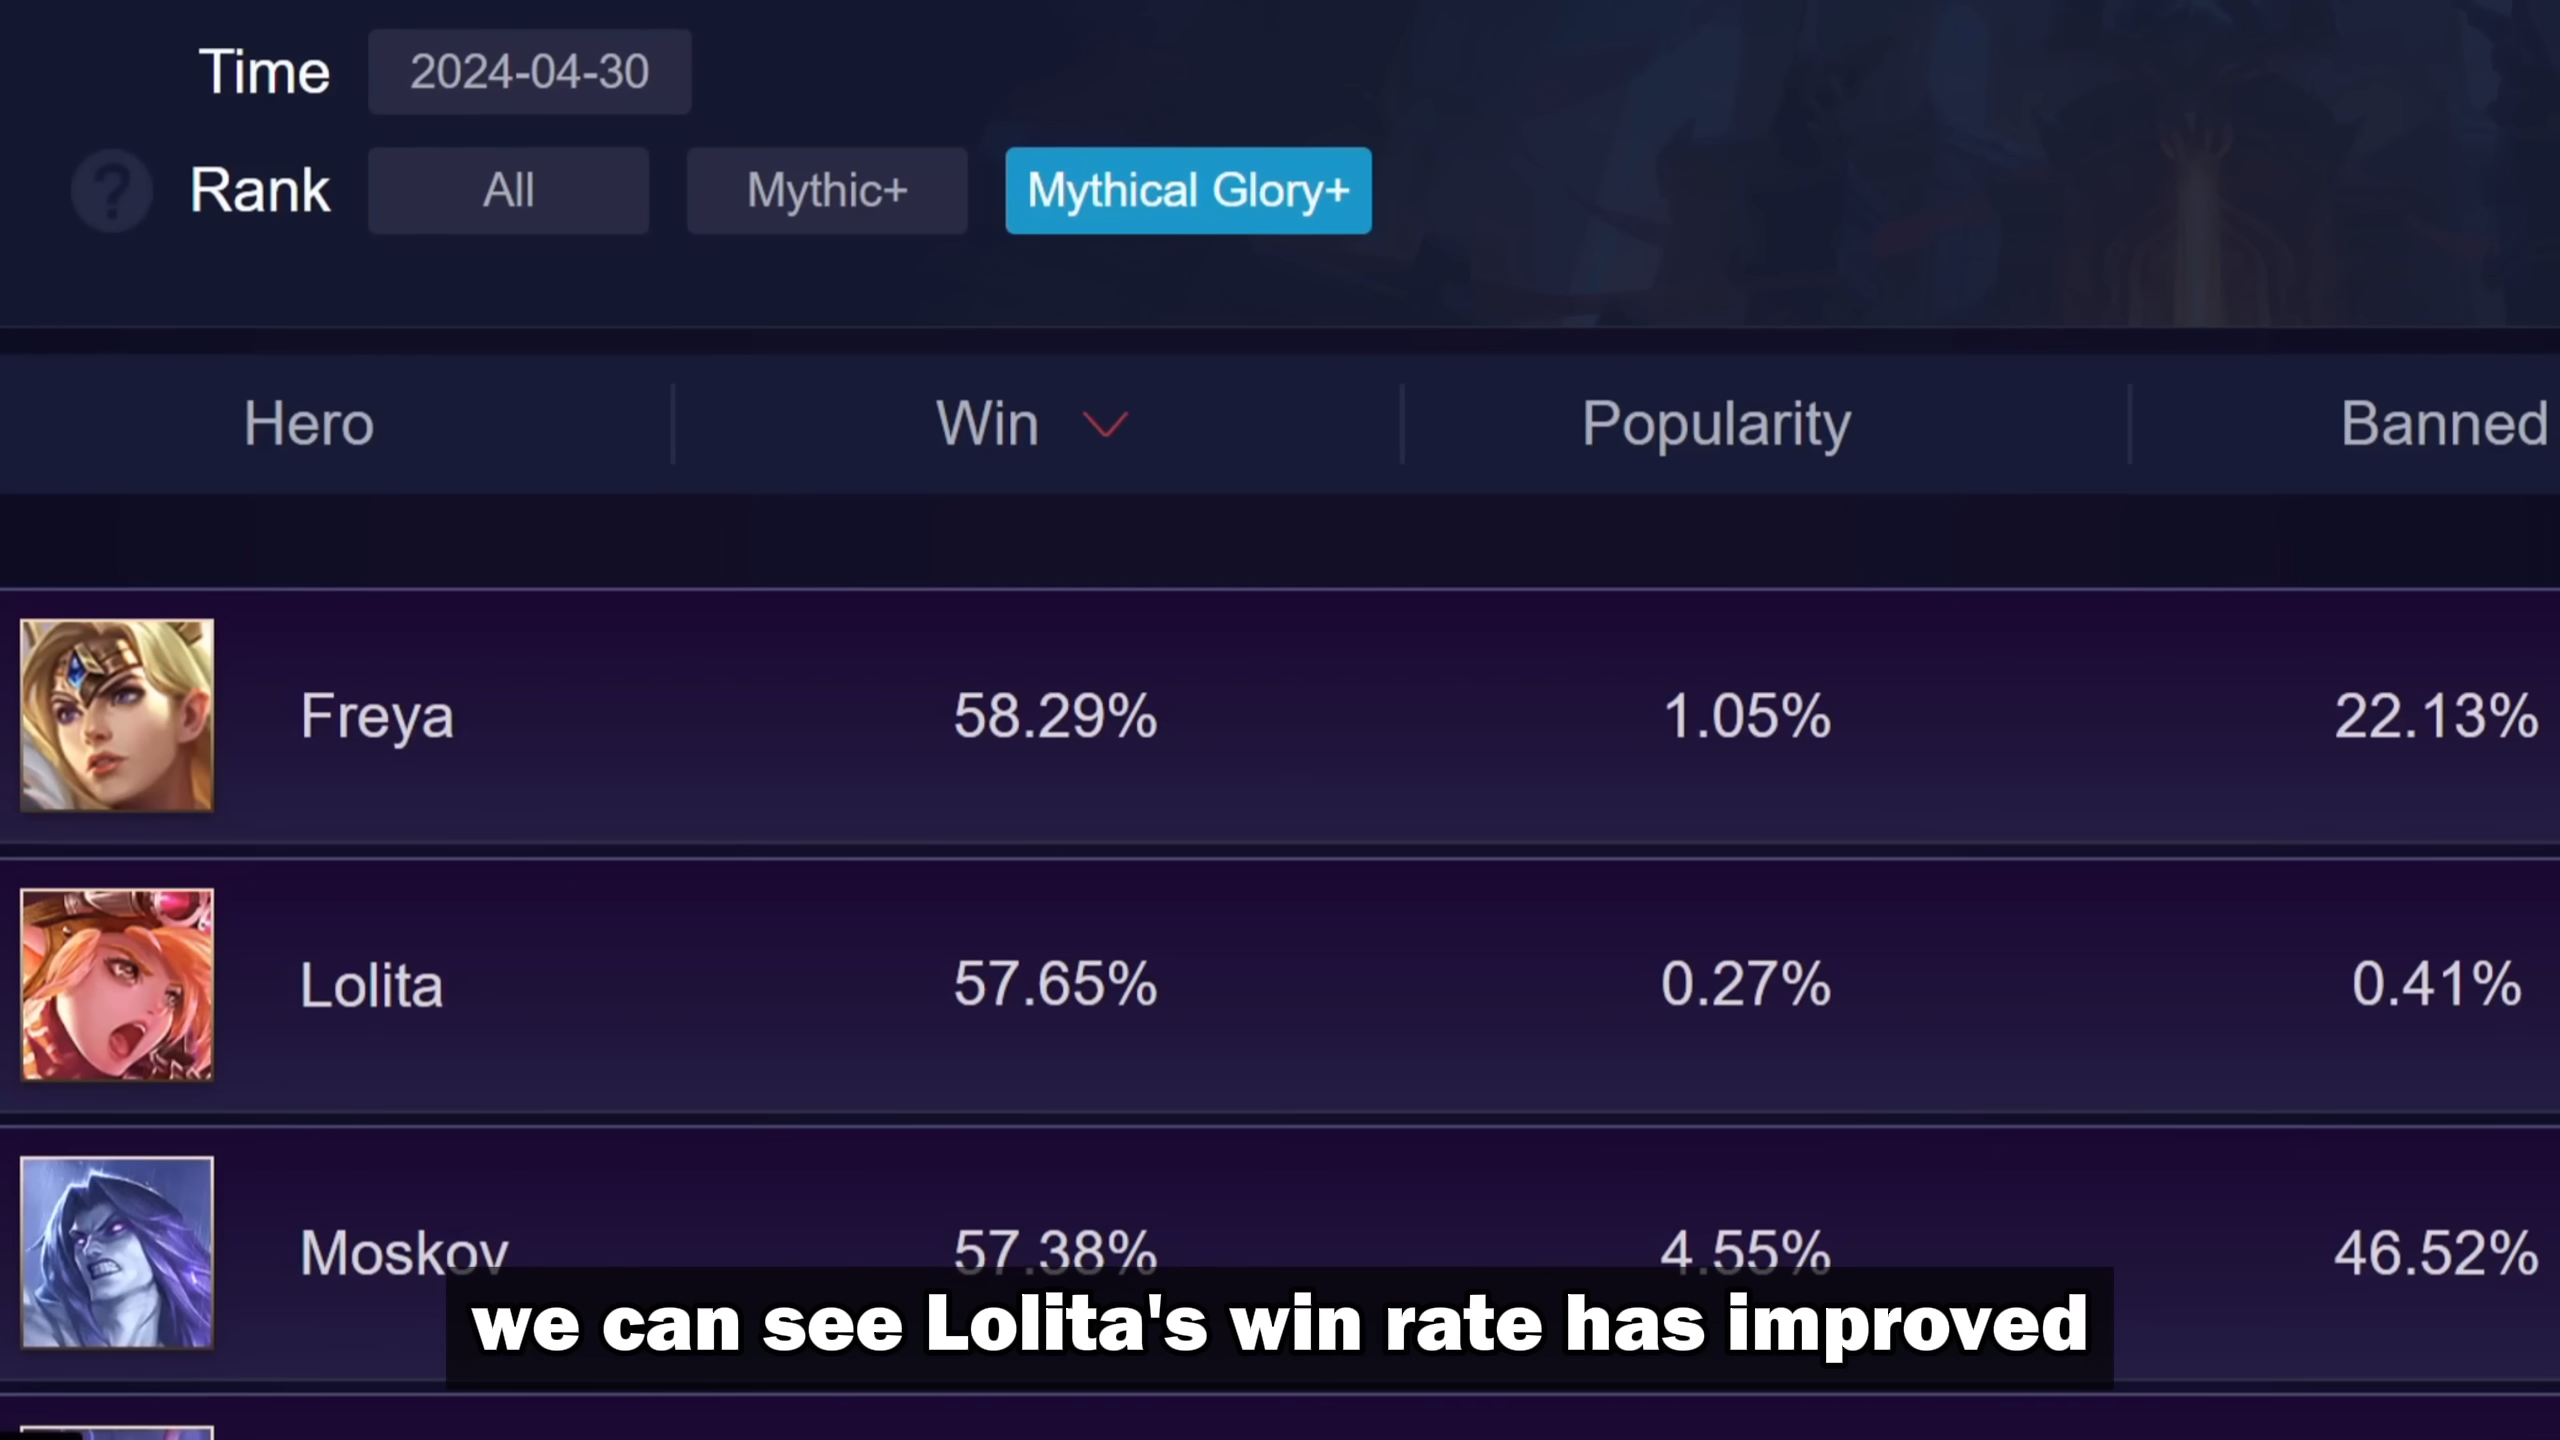 Time 2024-04-30
? Rank All Mythic+ Mythical Glory+
Hero Win Popularity Banned
Freya 58.29% 1.05% 22.13%
Lolita 57.65% 0.27% 0.41%
Moskov 57.38% 4.55% 46.52%
we can see Lolita's win rate has improved